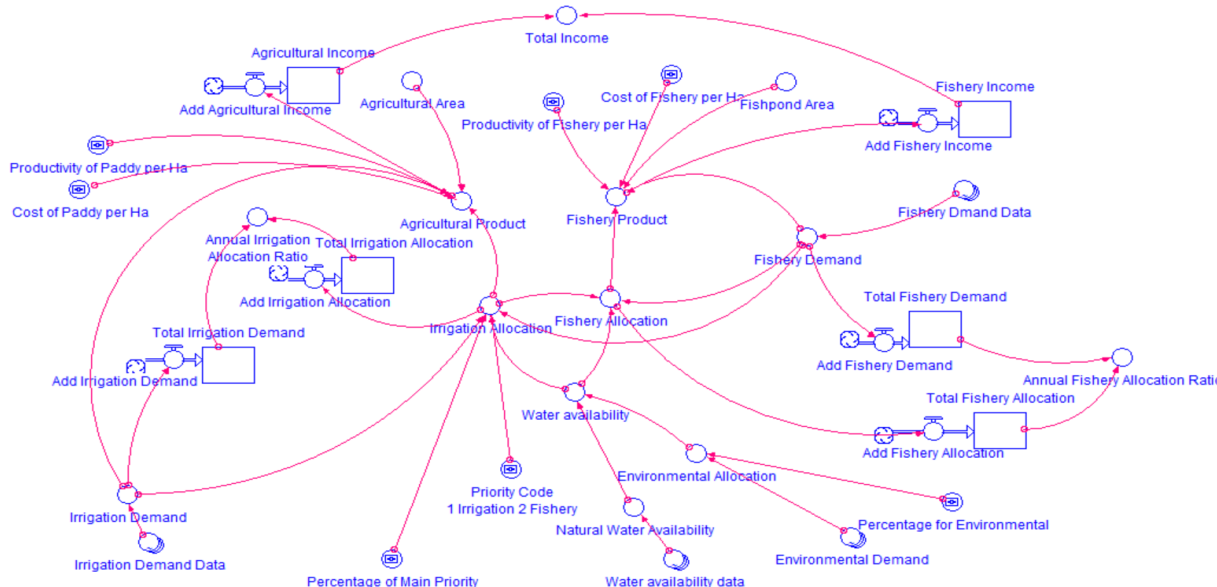 Total Income
Agricultural Income
Add Agricultural Income
Agricultural Area
Cost of Fishery per Ha
Productivity of Fishery per Ha
Fishpond Area
Fishery Income
Add Fishery Income
Productivity of Paddy per Ha
Cost of Paddy per Ha
Agricultural Product
Fishery Product
Fishery Dmand Data
Annual Irrigation
Allocation Ratio
Total Irrigation Allocation
Add Irrigation Allocation
Fishery Demand
Irrigation Allocation
Fishery Allocation
Total Fishery Demand
Add Fishery Demand
Total Irrigation Demand
Add Irrigation Demand
Annual Fishery Allocation Ratio
Total Fishery Allocation
Add Fishery Allocation
Water availability
Environmental Allocation
Priority Code
1 Irrigation 2 Fishery
Irrigation Demand
Natural Water Availability
Percentage for Environmental
Irrigation Demand Data
Percentage of Main Priority
Water availability data
Environmental Demand